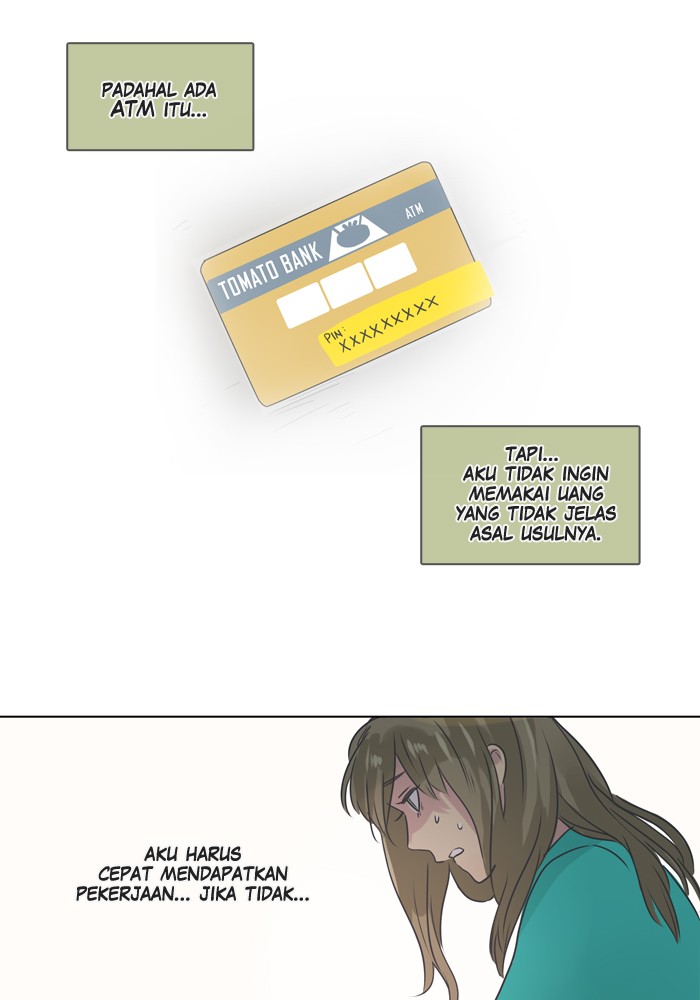 PADAHAL ADA
ATM ITU...
TOMATO BANK
ATM
PIN:
XXXXXXXXX
TAPI...
AKU TIDAK INGIN
MEMAKAI UANG
YANG TIDAK JELAS
ASAL USULNYA.
AKU HARUS
CEPAT MENDAPATKAN
PEKERJAAN... JIKA TIDAK...